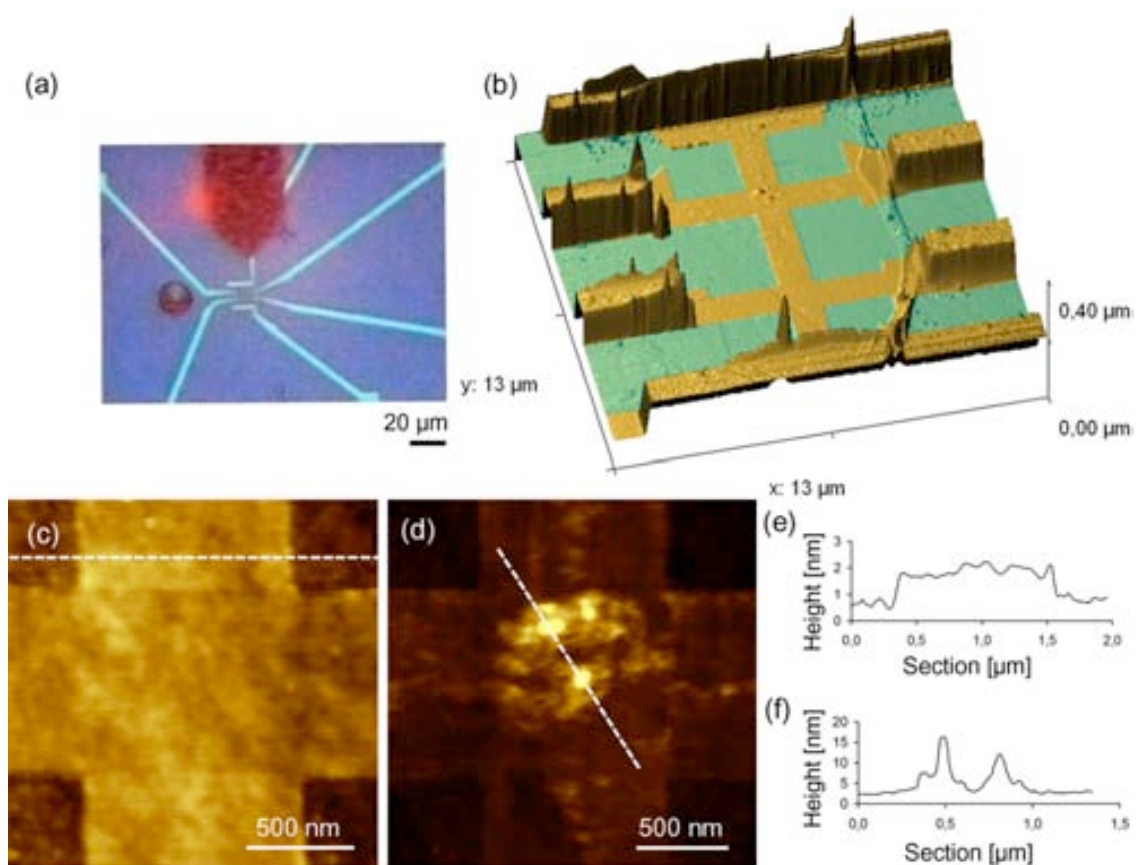 (a)
20 µm
(b)
y: 13 µm
0.40 µm
0.00 µm
x: 13 µm
(c)
500 nm
(d)
500 nm
(e)
Height [nm]
3
2
1
0
0,0 0,5 1,0 1,5 2,0
Section [µm]
(f)
Height [nm]
20
15
10
5
0
0,0 0,5 1,0 1,5
Section [µm]